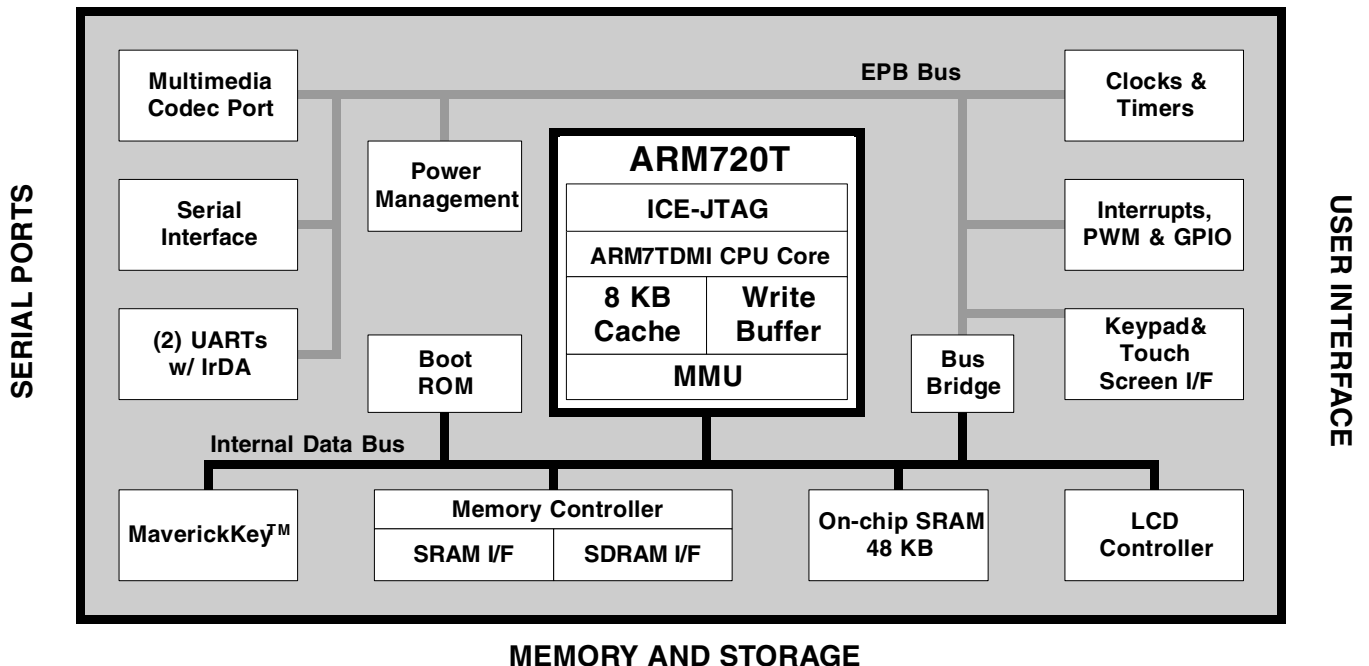 EPB Bus
Multimedia
Codec Port
Clocks &
Timers
Power
Management
ARM720T
ICE-JTAG
ARM7TDMI CPU Core
8 KB
Cache
Write
Buffer
MMU
Serial
Interface
Interrupts,
PWM & GPIO
(2) UARTs
w/ IrDA
Boot
ROM
Bus
Bridge
Keypad&
Touch
Screen I/F
Internal Data Bus
MaverickKey™
Memory Controller
SRAM I/F
SDRAM I/F
On-chip SRAM
48 KB
LCD
Controller
SERIAL PORTS
USER INTERFACE
MEMORY AND STORAGE